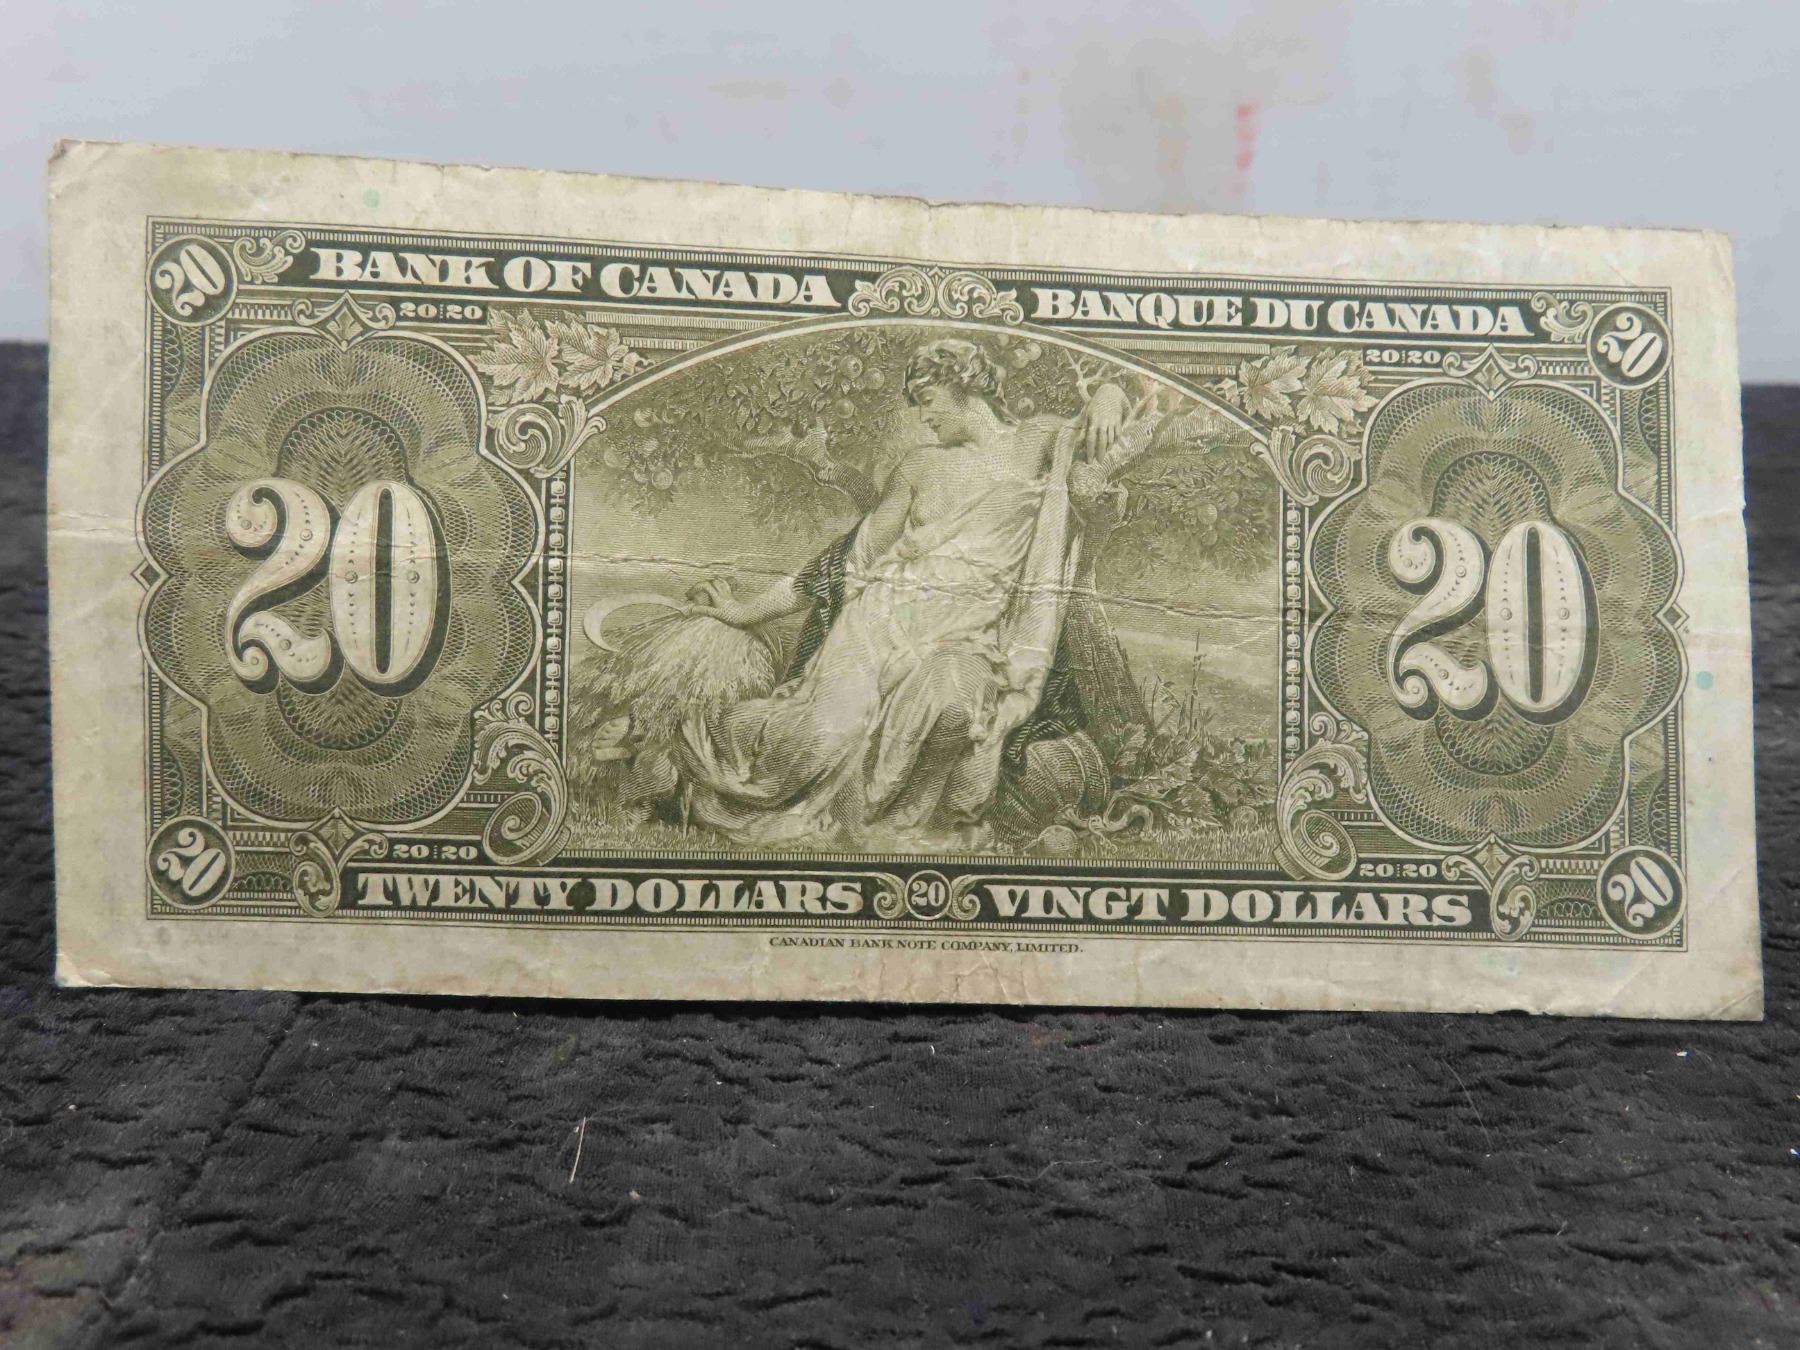 20 BANK OF CANADA BANQUE DU CANADA 20
20 20 20 20
20 20
20 20 20 20
20 TWENTY DOLLARS 20 VINGT DOLLARS 20
CANADIAN BANK NOTE COMPANY, LIMITED.